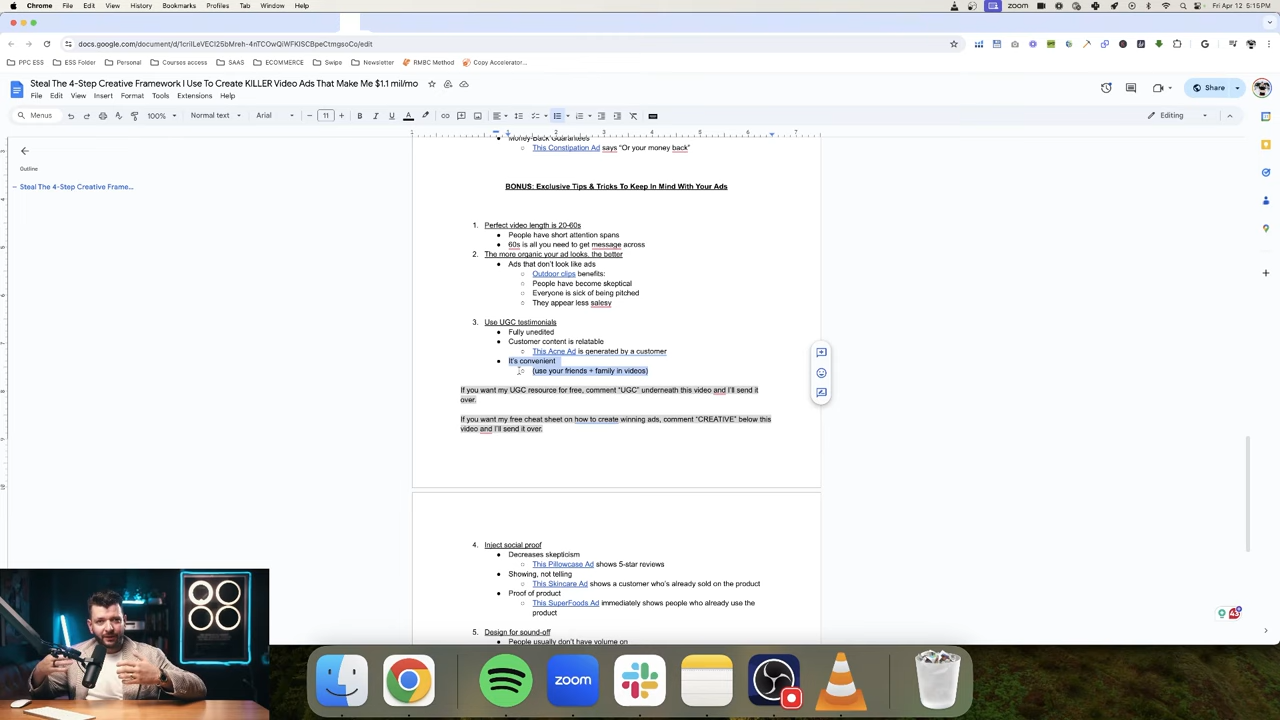 Chrome File Edit View History Bookmarks Profiles Tab Window Help
zoom Fri Apr 12 5:15 PM
docs.google.com/document/d/1crilLeVECl25bMreh-4nTCOwQiWFKISCBpeCtmgsoCo/edit
PPC ESS ESS Folder Personal Courses access SAAS ECOMMERCE Swipe Newsletter RMBC Method Copy Accelerator...
Steal The 4-Step Creative Framework I Use To Create KILLER Video Ads That Make Me $1.1 mil/mo
Share
File Edit View Insert Format Tools Extensions Help
Menus 100% Normal text Arial 11 Editing
Money-Back Guarantees
This Constipation Ad says “Or your money back”
Outline
Steal The 4-Step Creative Frame...
BONUS: Exclusive Tips & Tricks To Keep In Mind With Your Ads
1. Perfect video length is 20-60s
People have short attention spans
60s is all you need to get message across
2. The more organic your ad looks, the better
Ads that don’t look like ads
Outdoor clips benefits:
People have become skeptical
Everyone is sick of being pitched
They appear less salesy
3. Use UGC testimonials
Fully unedited
Customer content is relatable
This Acne Ad is generated by a customer
It’s convenient
(use your friends + family in videos)
If you want my UGC resource for free, comment “UGC” underneath this video and I’ll send it
over.
If you want my free cheat sheet on how to create winning ads, comment “CREATIVE” below this
video and I’ll send it over.
4. Inject social proof
Decreases skepticism
This Pillowcase Ad shows 5-star reviews
Showing, not telling
This Skincare Ad shows a customer who’s already sold on the product
Proof of product
This SuperFoods Ad immediately shows people who already use the
product
5. Design for sound-off
People usually don’t have volume on
zoom